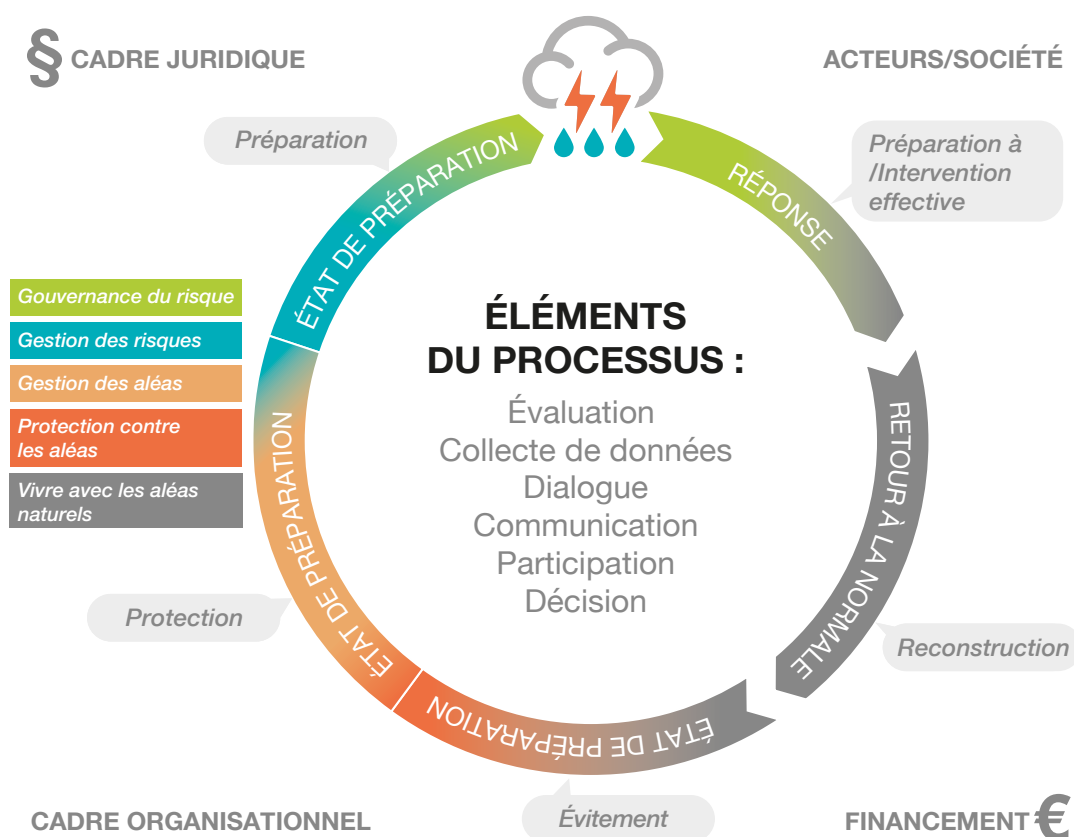 § CADRE JURIDIQUE
ACTEURS/SOCIÉTÉ
Préparation
Préparation à
/Intervention
effective
ÉTAT DE PRÉPARATION
RÉPONSE
Gouvernance du risque
Gestion des risques
Gestion des aléas
Protection contre
les aléas
Vivre avec les aléas
naturels
ÉLÉMENTS
DU PROCESSUS :
Évaluation
Collecte de données
Dialogue
Communication
Participation
Décision
ÉTAT DE PRÉPARATION
RETOUR À LA NORMALE
Protection
Reconstruction
ÉTAT DE PRÉPARATION
Évitement
CADRE ORGANISATIONNEL
FINANCEMENT €